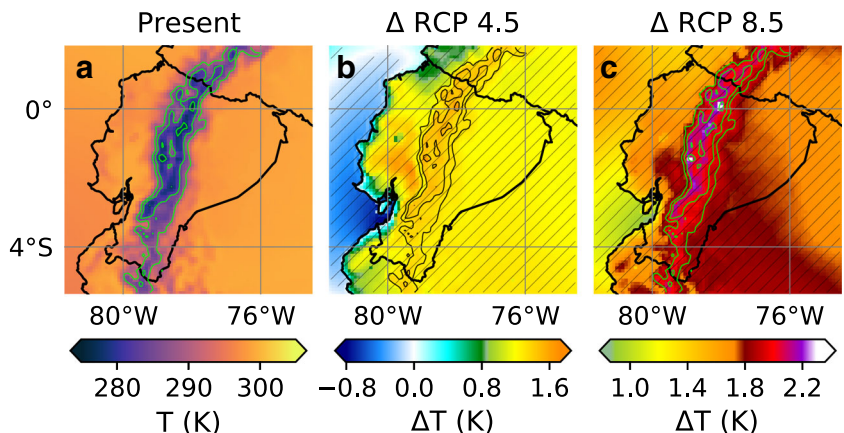 Present
Δ RCP 4.5
Δ RCP 8.5
a
b
c
0°
4°S
80°W 76°W
80°W 76°W
80°W 76°W
280 290 300
−0.8 0.0 0.8 1.6
1.0 1.4 1.8 2.2
T (K)
ΔT (K)
ΔT (K)